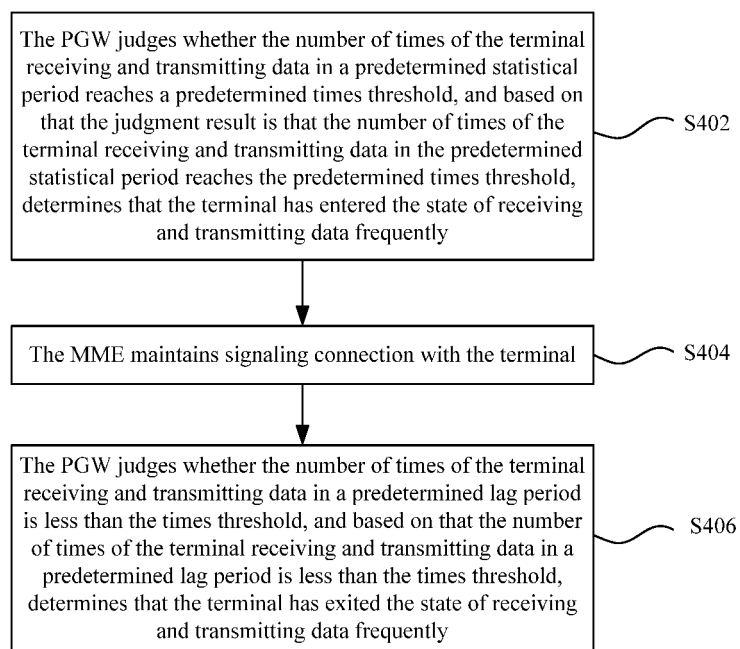 The PGW judges whether the number of times of the terminal
receiving and transmitting data in a predetermined statistical
period reaches a predetermined times threshold, and based on
that the judgment result is that the number of times of the
terminal receiving and transmitting data in the predetermined
statistical period reaches the predetermined times threshold,
determines that the terminal has entered the state of receiving
and transmitting data frequently
S402
The MME maintains signaling connection with the terminal
S404
The PGW judges whether the number of times of the terminal
receiving and transmitting data in a predetermined lag period
is less than the times threshold, and based on that the number
of times of the terminal receiving and transmitting data in a
predetermined lag period is less than the times threshold,
determines that the terminal has exited the state of receiving
and transmitting data frequently
S406